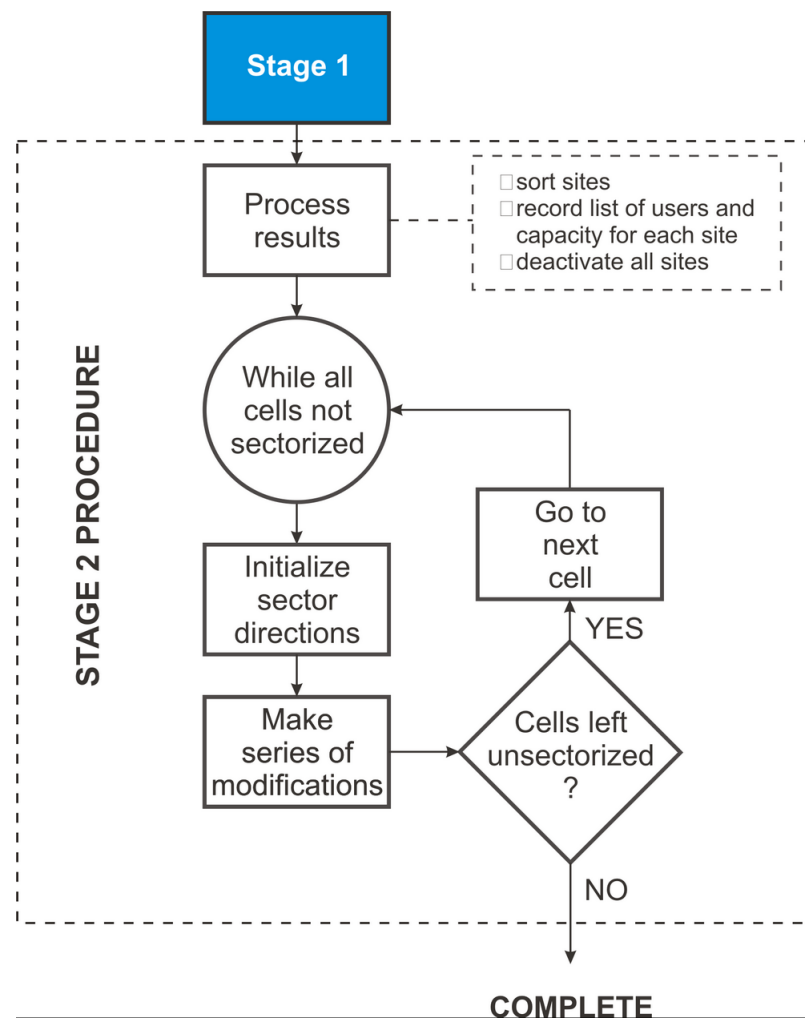 Stage 1
Process
results
□ sort sites
□ record list of users and
capacity for each site
□ deactivate all sites
STAGE 2 PROCEDURE
While all
cells not
sectorized
Go to
next
cell
Initialize
sector
directions
YES
Make
series of
modifications
Cells left
unsectorized
?
NO
COMPLETE